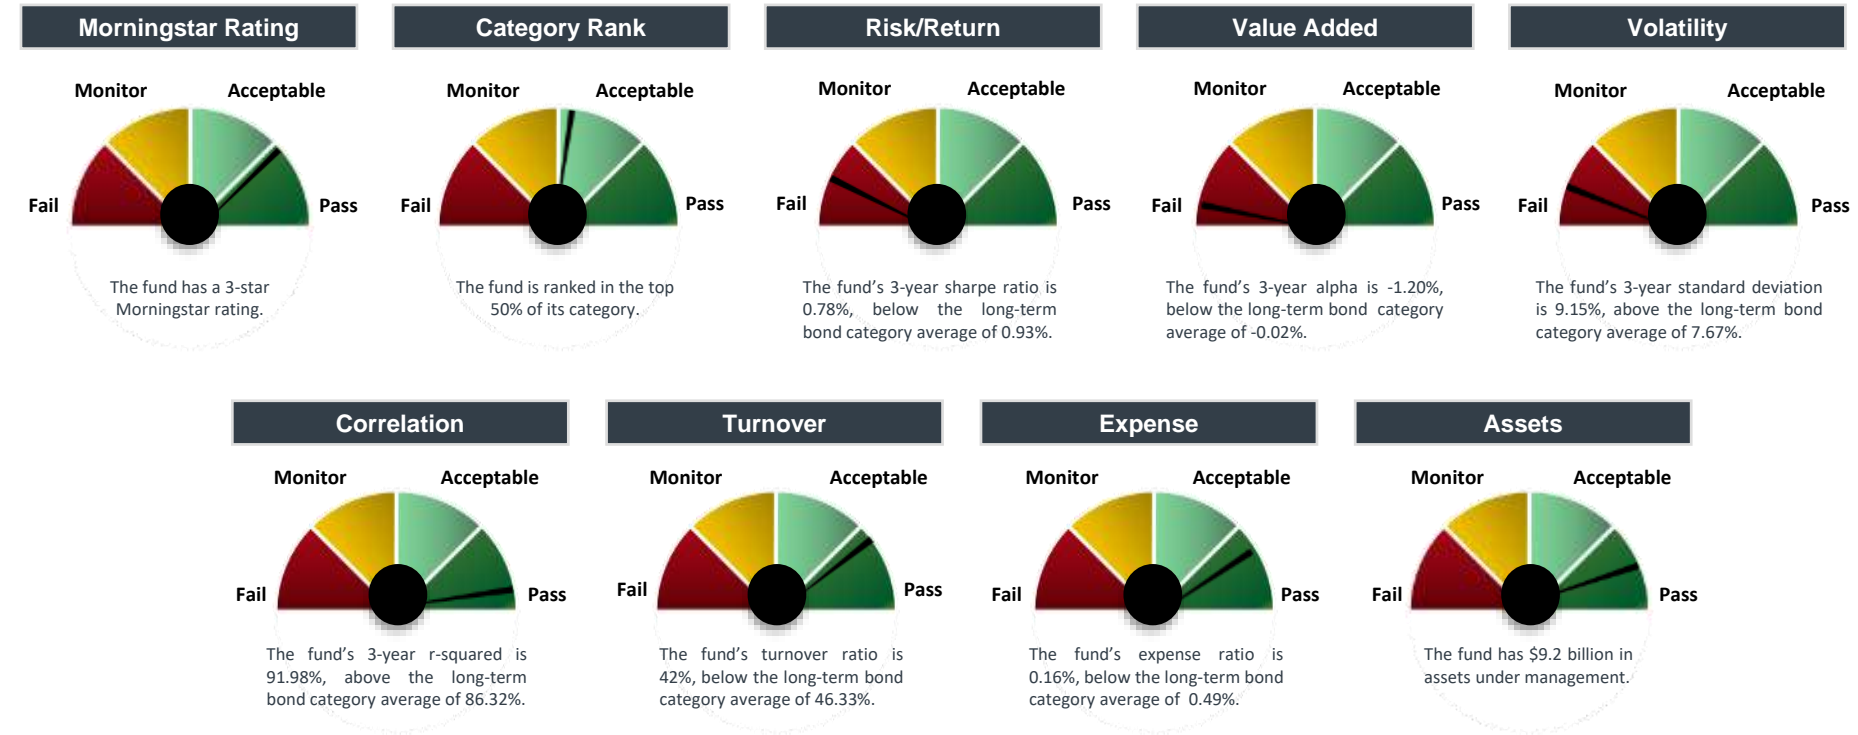 Morningstar Rating
Monitor
Acceptable
Fail
Pass
The fund has a 3-star
Morningstar rating.
Category Rank
Monitor
Acceptable
Fail
Pass
The fund is ranked in the top
50% of its category.
Risk/Return
Monitor
Acceptable
Fail
Pass
The fund's 3-year sharpe ratio is
0.78%, below the long-term
bond category average of 0.93%.
Value Added
Monitor
Acceptable
Fail
Pass
The fund's 3-year alpha is -1.20%,
below the long-term bond category
average of -0.02%.
Volatility
Monitor
Acceptable
Fail
Pass
The fund's 3-year standard deviation
is 9.15%, above the long-term bond
category average of 7.67%.
Correlation
Monitor
Acceptable
Fail
Pass
The fund's 3-year r-squared is
91.98%, above the long-term
bond category average of 86.32%.
Turnover
Monitor
Acceptable
Fail
Pass
The fund's turnover ratio is
42%, below the long-term bond
category average of 46.33%.
Expense
Monitor
Acceptable
Fail
Pass
The fund's expense ratio is
0.16%, below the long-term bond
category average of 0.49%.
Assets
Monitor
Acceptable
Fail
Pass
The fund has $9.2 billion in
assets under management.